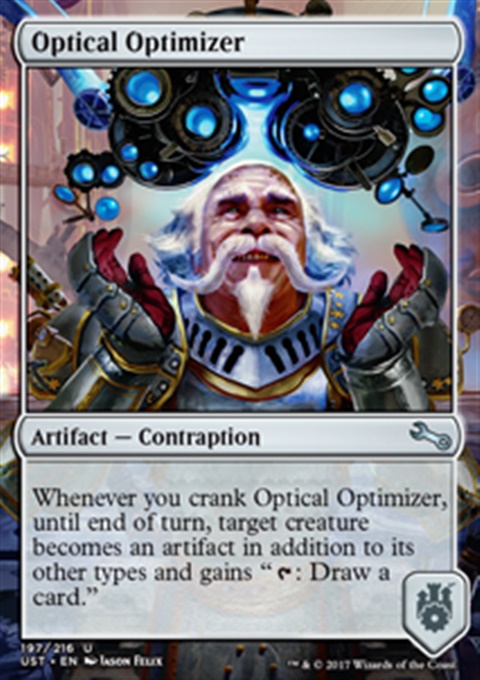 Optical Optimizer
Artifact — Contraption
Whenever you crank Optical Optimizer,
until end of turn, target creature
becomes an artifact in addition to its
other types and gains “: Draw a
card.”
197/216 U
UST • EN Jason Felix
™ & © 2017 Wizards of the Coast